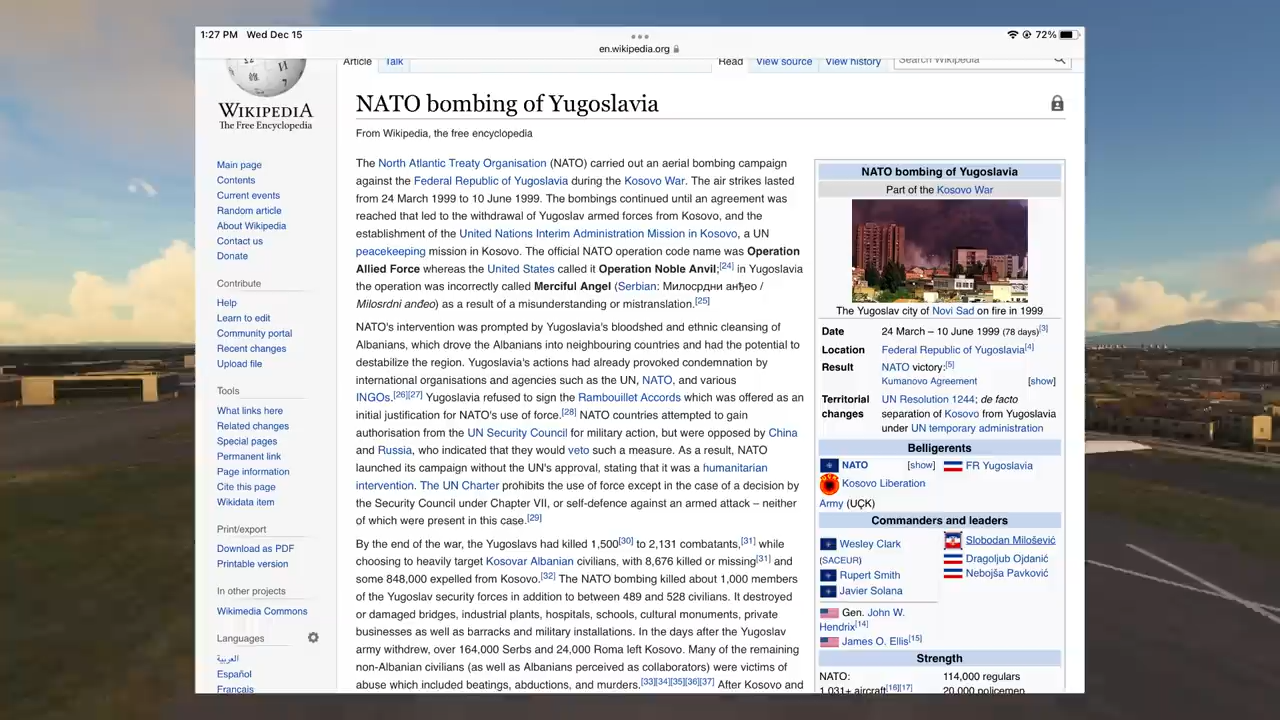 1:27 PM Wed Dec 15
72%
en.wikipedia.org
Article Talk Read View source View history Search Wikipedia
WIKIPEDIA
The Free Encyclopedia
Main page
Contents
Current events
Random article
About Wikipedia
Contact us
Donate
Contribute
Help
Learn to edit
Community portal
Recent changes
Upload file
Tools
What links here
Related changes
Special pages
Permanent link
Page information
Cite this page
Wikidata item
Print/export
Download as PDF
Printable version
In other projects
Wikimedia Commons
Languages
العربية
Español
Français
NATO bombing of Yugoslavia
From Wikipedia, the free encyclopedia
The North Atlantic Treaty Organisation (NATO) carried out an aerial bombing campaign
against the Federal Republic of Yugoslavia during the Kosovo War. The air strikes lasted
from 24 March 1999 to 10 June 1999. The bombings continued until an agreement was
reached that led to the withdrawal of Yugoslav armed forces from Kosovo, and the
establishment of the United Nations Interim Administration Mission in Kosovo, a UN
peacekeeping mission in Kosovo. The official NATO operation code name was Operation
Allied Force whereas the United States called it Operation Noble Anvil;[24] in Yugoslavia
the operation was incorrectly called Merciful Angel (Serbian: Милосрдни анђео /
Milosrdni anđeo) as a result of a misunderstanding or mistranslation.[25]
NATO's intervention was prompted by Yugoslavia's bloodshed and ethnic cleansing of
Albanians, which drove the Albanians into neighbouring countries and had the potential to
destabilize the region. Yugoslavia's actions had already provoked condemnation by
international organisations and agencies such as the UN, NATO, and various
INGOs.[26][27] Yugoslavia refused to sign the Rambouillet Accords which was offered as an
initial justification for NATO's use of force.[28] NATO countries attempted to gain
authorisation from the UN Security Council for military action, but were opposed by China
and Russia, who indicated that they would veto such a measure. As a result, NATO
launched its campaign without the UN's approval, stating that it was a humanitarian
intervention. The UN Charter prohibits the use of force except in the case of a decision by
the Security Council under Chapter VII, or self-defence against an armed attack – neither
of which were present in this case.[29]
By the end of the war, the Yugoslavs had killed 1,500[30] to 2,131 combatants,[31] while
choosing to heavily target Kosovar Albanian civilians, with 8,676 killed or missing[31] and
some 848,000 expelled from Kosovo.[32] The NATO bombing killed about 1,000 members
of the Yugoslav security forces in addition to between 489 and 528 civilians. It destroyed
or damaged bridges, industrial plants, hospitals, schools, cultural monuments, private
businesses as well as barracks and military installations. In the days after the Yugoslav
army withdrew, over 164,000 Serbs and 24,000 Roma left Kosovo. Many of the remaining
non-Albanian civilians (as well as Albanians perceived as collaborators) were victims of
abuse which included beatings, abductions, and murders.[33][34][35][36][37] After Kosovo and
NATO bombing of Yugoslavia
Part of the Kosovo War
The Yugoslav city of Novi Sad on fire in 1999
Date 24 March – 10 June 1999 (78 days)[3]
Location Federal Republic of Yugoslavia[4]
Result NATO victory:[5]
Kumanovo Agreement [show]
Territorial changes UN Resolution 1244; de facto
separation of Kosovo from Yugoslavia
under UN temporary administration
Belligerents
NATO [show] FR Yugoslavia
Kosovo Liberation
Army (UÇK)
Commanders and leaders
Wesley Clark Slobodan Milošević
(SACEUR) Dragoljub Ojdanić
Rupert Smith Nebojša Pavković
Javier Solana
Gen. John W.
Hendrix[14]
James O. Ellis[15]
Strength
NATO: 114,000 regulars
1,031+ aircraft[16][17] 20,000 policemen